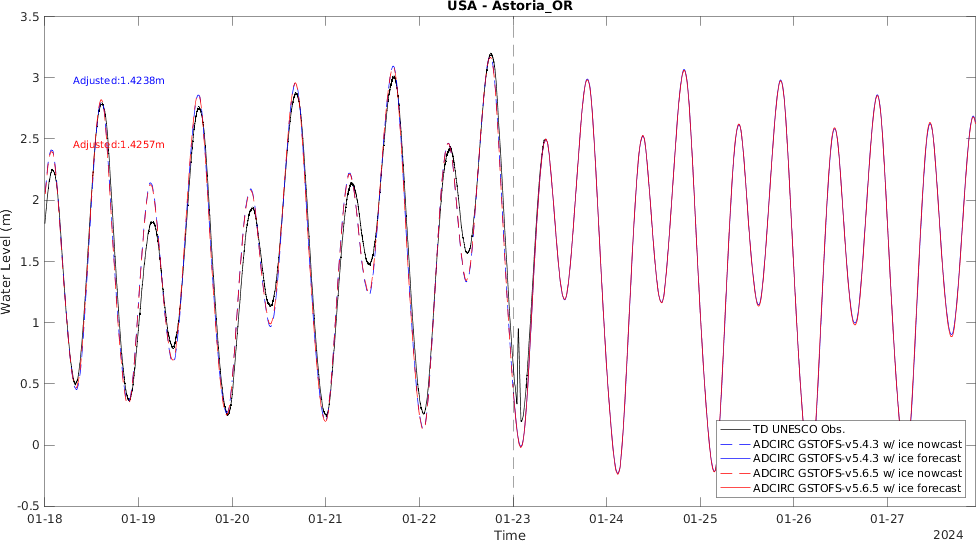 USA - Astoria_OR
Water Level (m)
3.5
3
2.5
2
1.5
1
0.5
0
-0.5
Adjusted:1.4238m
Adjusted:1.4257m
TD UNESCO Obs.
ADCIRC GSTOFS-v5.4.3 w/ ice nowcast
ADCIRC GSTOFS-v5.4.3 w/ ice forecast
ADCIRC GSTOFS-v5.6.5 w/ ice nowcast
ADCIRC GSTOFS-v5.6.5 w/ ice forecast
01-18 01-19 01-20 01-21 01-22 01-23 01-24 01-25 01-26 01-27
Time
2024